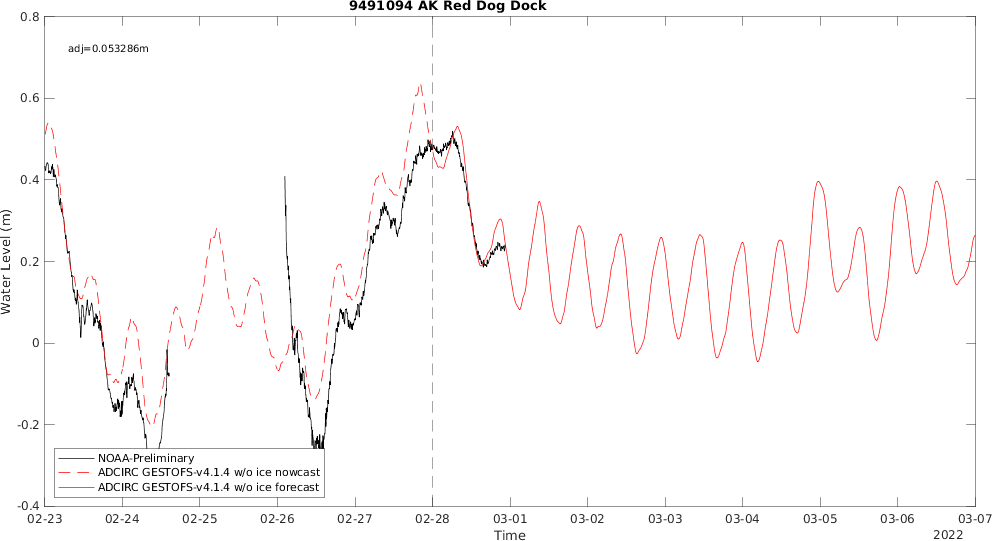 9491094 AK Red Dog Dock
adj=0.053286m
Water Level (m)
0.8
0.6
0.4
0.2
0
-0.2
-0.4
NOAA-Preliminary
ADCIRC GESTOFS-v4.1.4 w/o ice nowcast
ADCIRC GESTOFS-v4.1.4 w/o ice forecast
02-23 02-24 02-25 02-26 02-27 02-28 03-01 03-02 03-03 03-04 03-05 03-06 03-07
Time
2022